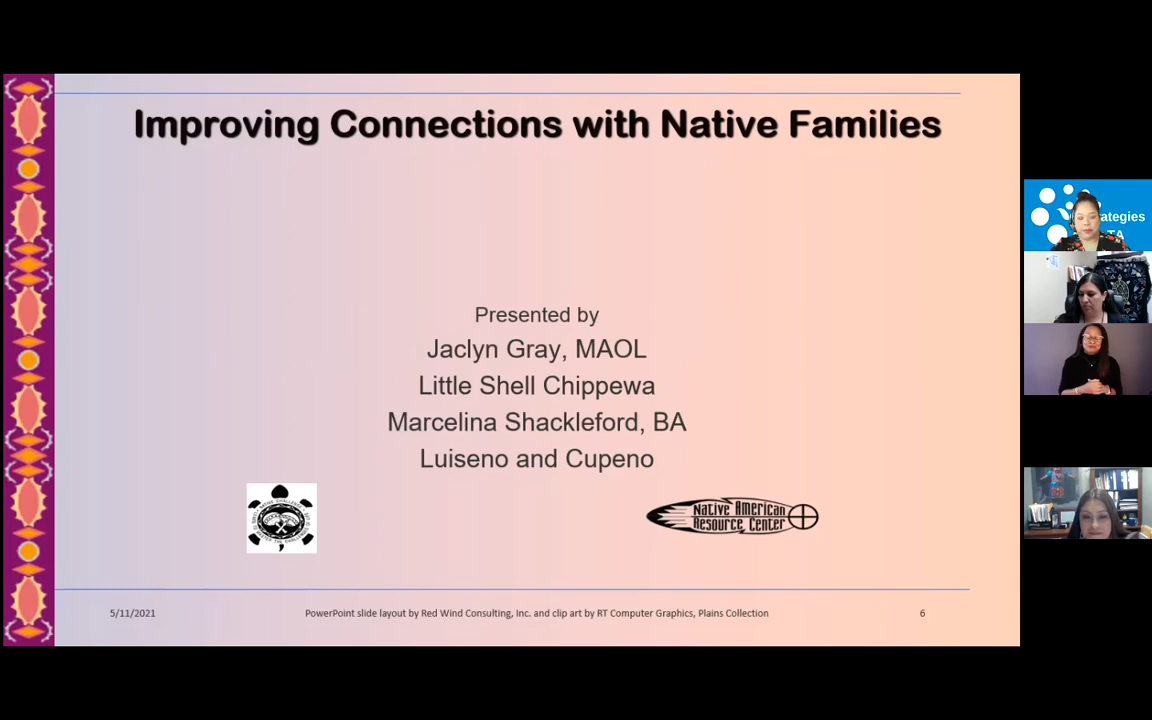 Improving Connections with Native Families
Presented by
Jaclyn Gray, MAOL
Little Shell Chippewa
Marcelina Shackleford, BA
Luiseno and Cupeno
Native American
Resource Center
5/11/2021
PowerPoint slide layout by Red Wind Consulting, Inc. and clip art by RT Computer Graphics, Plains Collection
6
ategies
TA